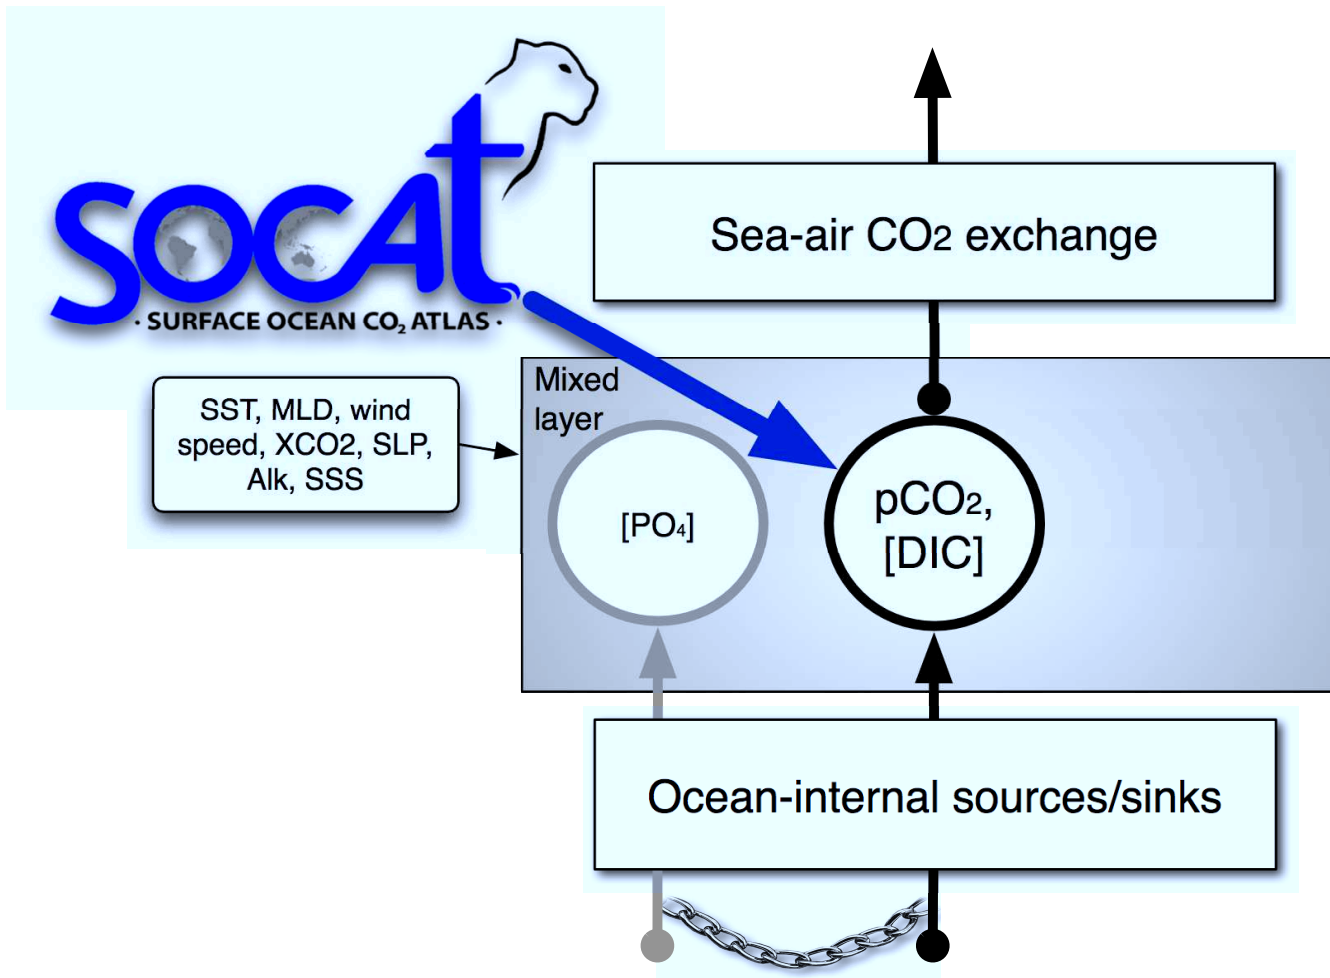 SOCAt
· SURFACE OCEAN CO₂ ATLAS ·
Sea-air CO2 exchange
SST, MLD, wind
speed, XCO2, SLP,
Alk, SSS
Mixed
layer
[PO₄]
pCO2,
[DIC]
Ocean-internal sources/sinks